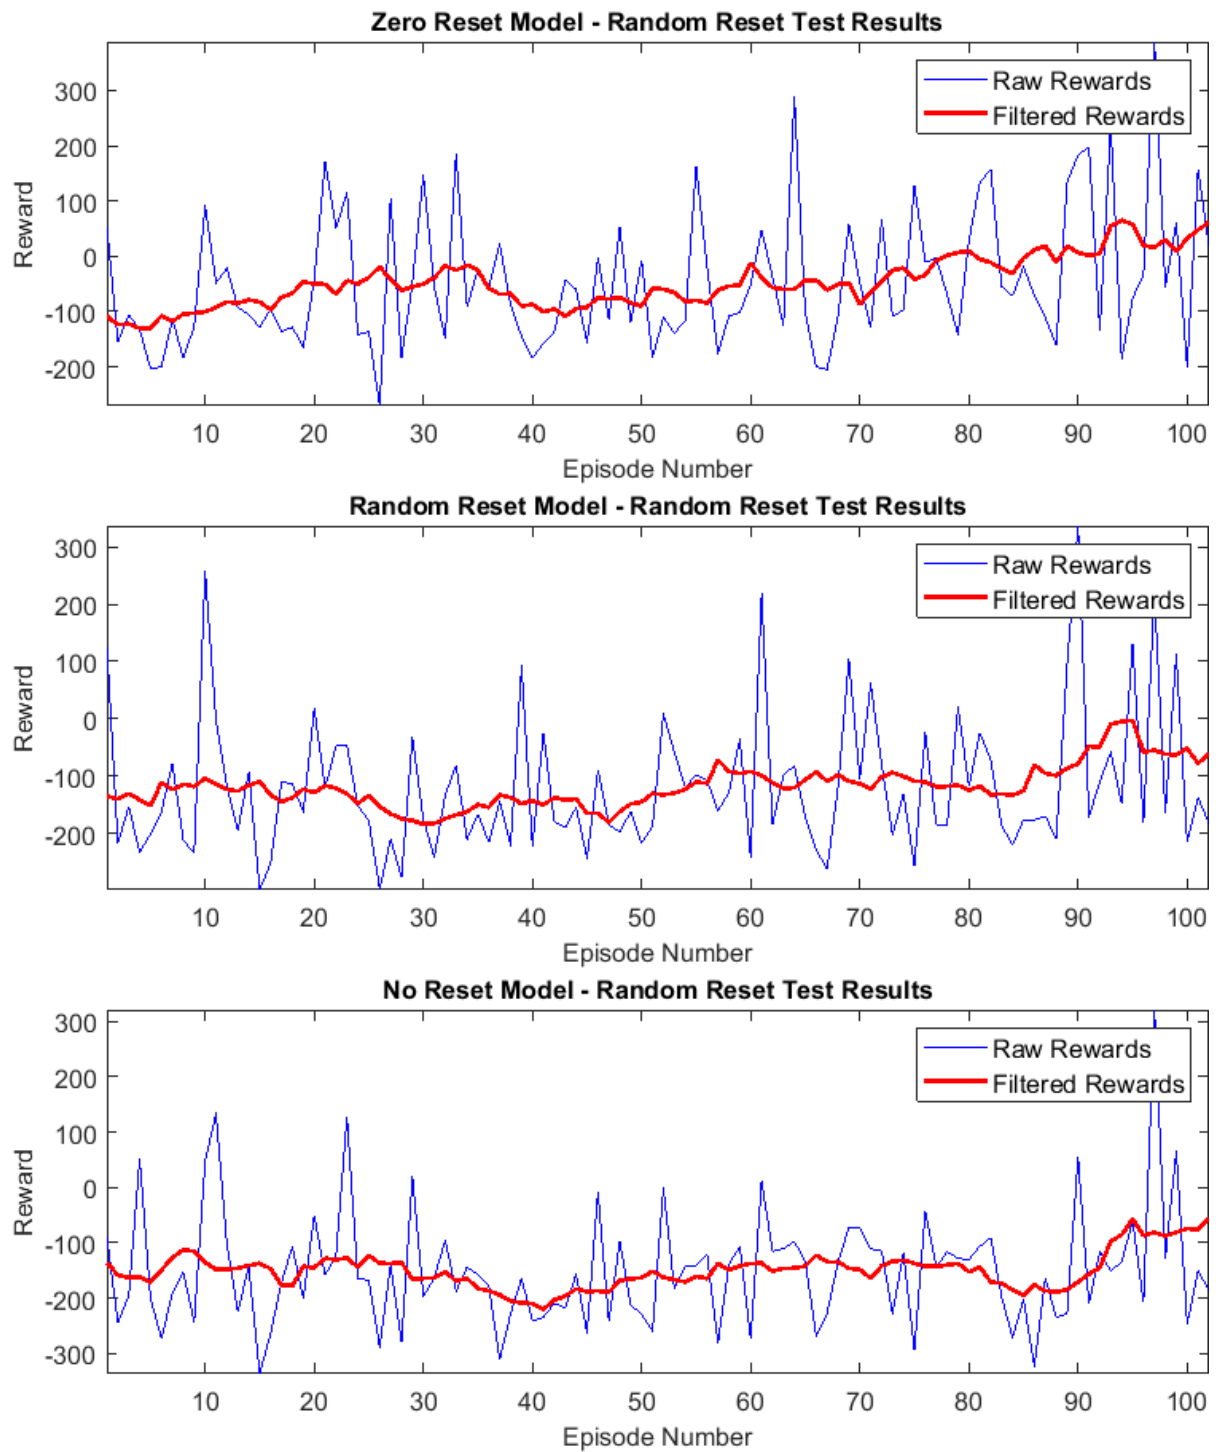 Zero Reset Model - Random Reset Test Results
Raw Rewards
Filtered Rewards
300
200
100
0
-100
-200
Reward
10 20 30 40 50 60 70 80 90 100
Episode Number
Random Reset Model - Random Reset Test Results
Raw Rewards
Filtered Rewards
300
200
100
0
-100
-200
Reward
10 20 30 40 50 60 70 80 90 100
Episode Number
No Reset Model - Random Reset Test Results
Raw Rewards
Filtered Rewards
300
200
100
0
-100
-200
-300
Reward
10 20 30 40 50 60 70 80 90 100
Episode Number